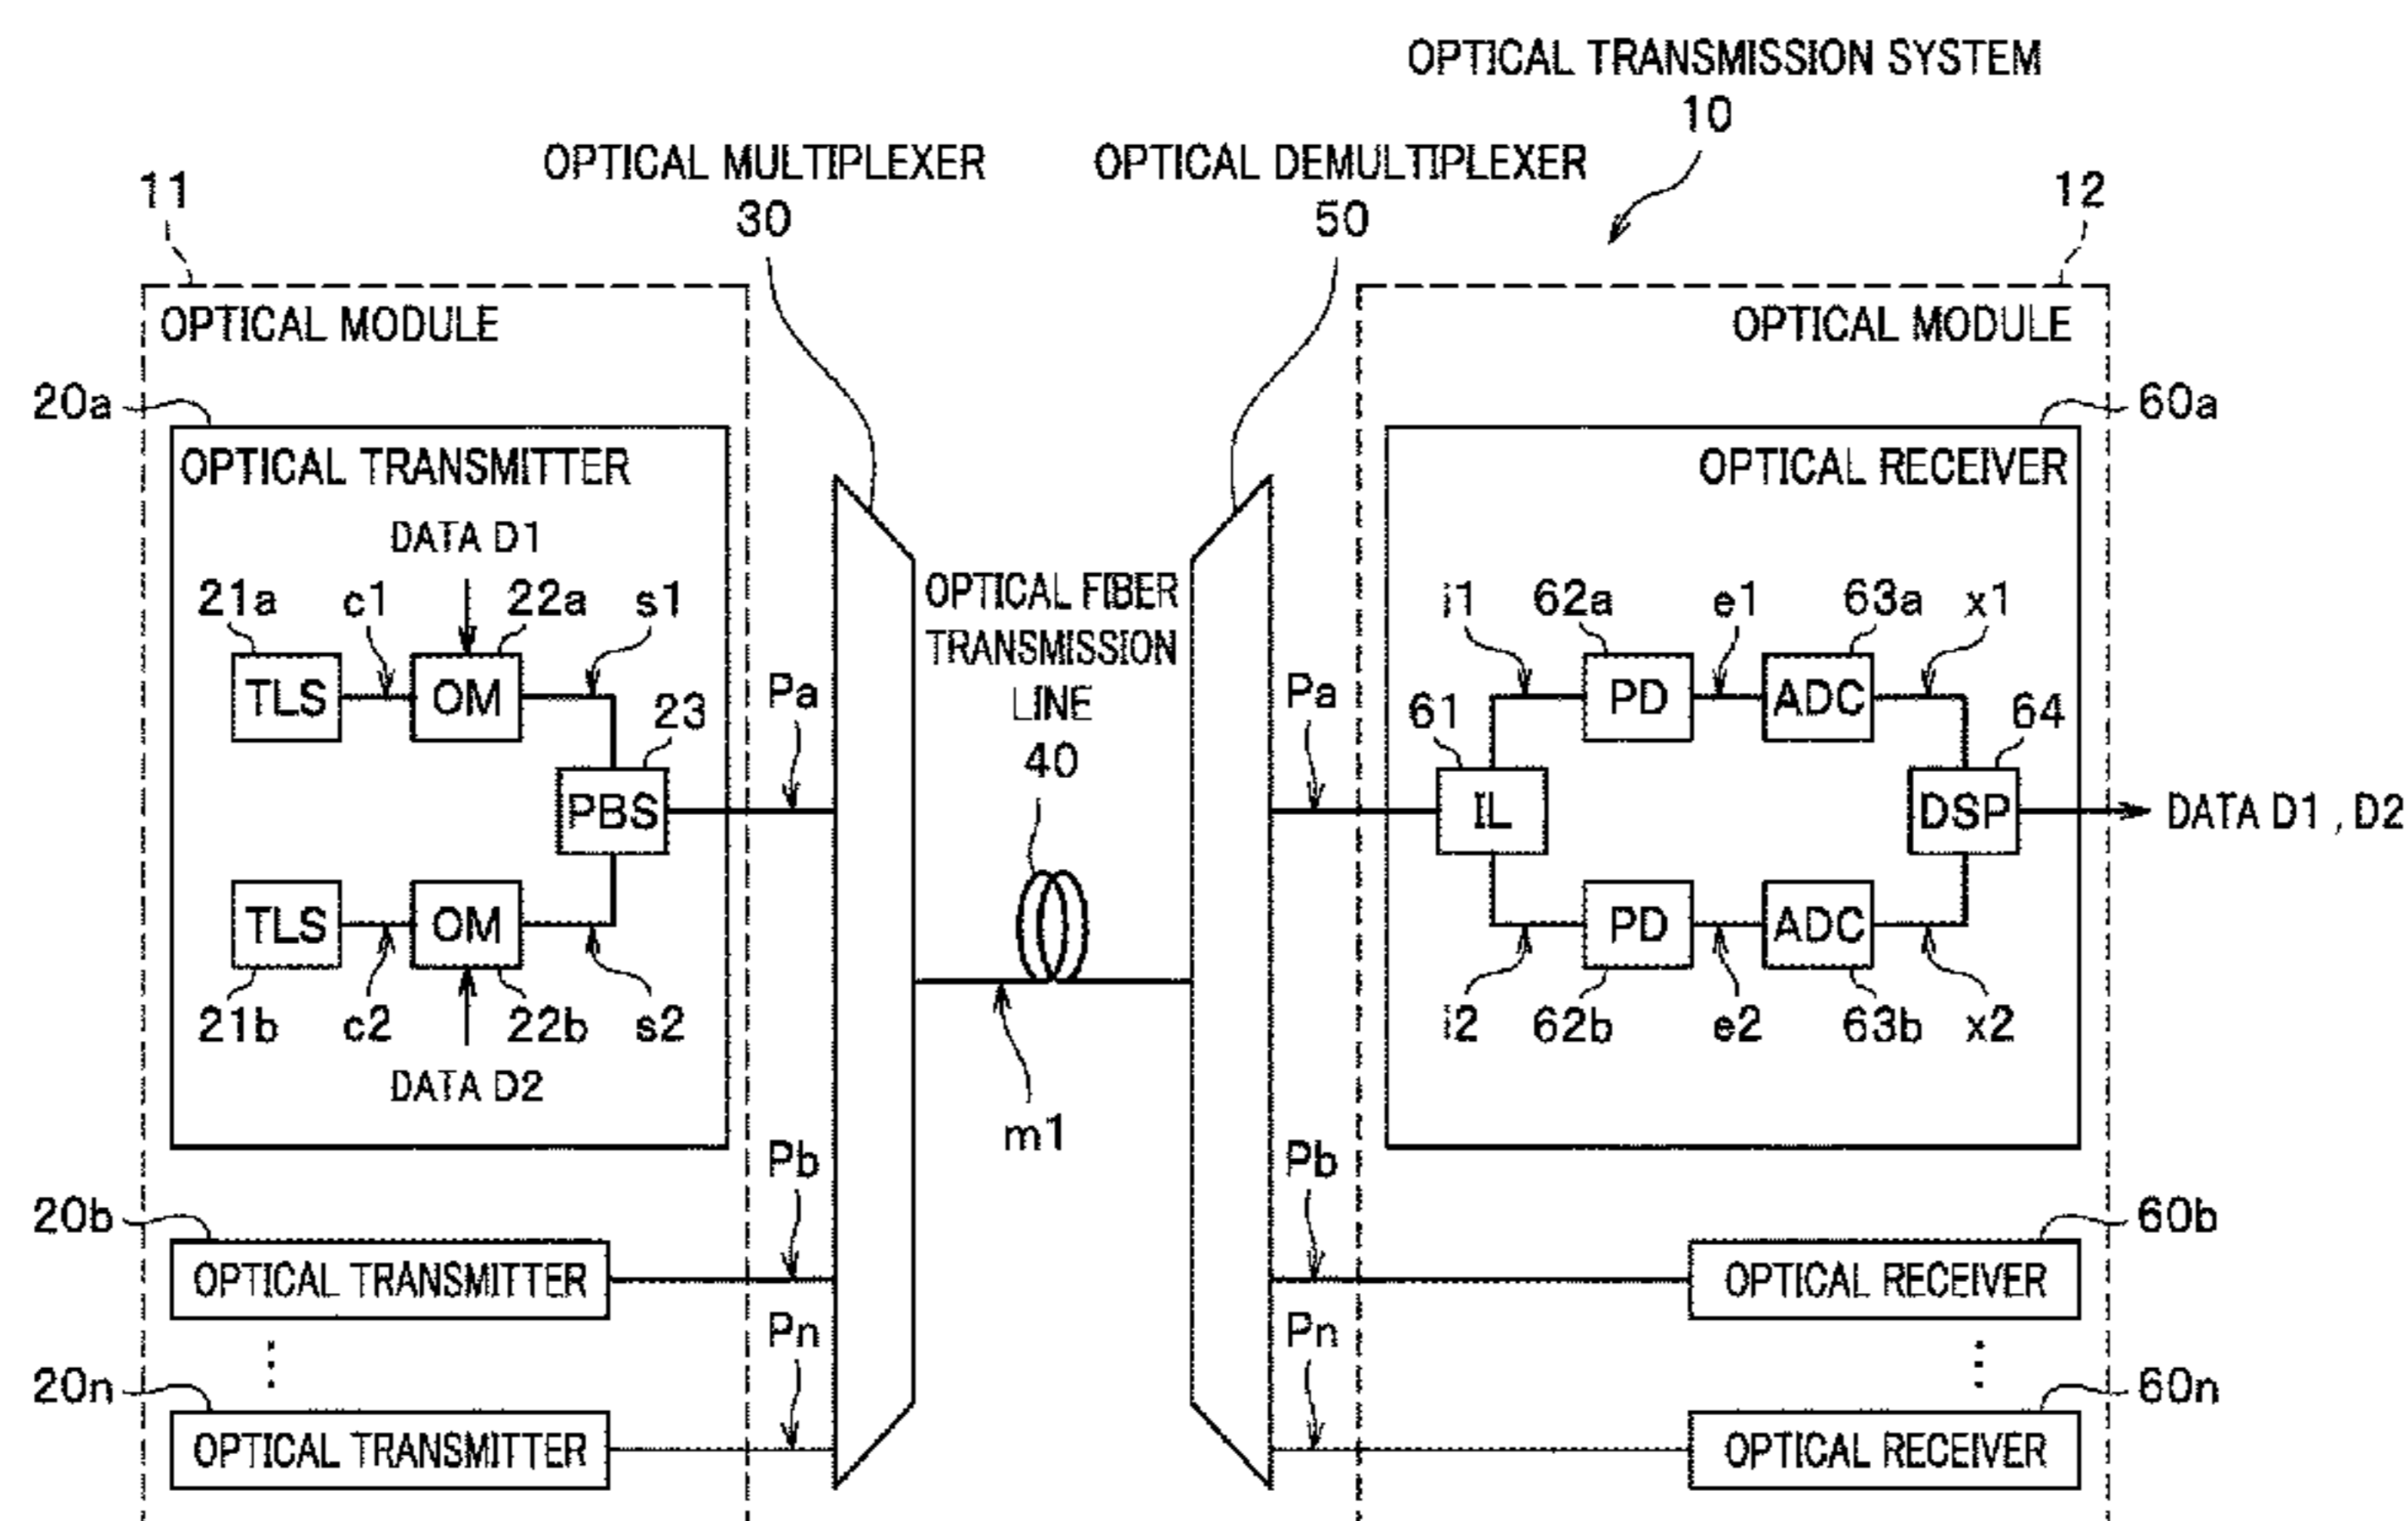 OPTICAL TRANSMISSION SYSTEM
10
OPTICAL MULTIPLEXER
30
OPTICAL DEMULTIPLEXER
50
11
12
OPTICAL MODULE
OPTICAL MODULE
20a
60a
OPTICAL TRANSMITTER
OPTICAL RECEIVER
DATA D1
21a
c1
22a
s1
TLS
OM
23
PBS
TLS
OM
21b
c2
22b
s2
DATA D2
Pa
OPTICAL FIBER
TRANSMISSION
LINE
40
m1
Pa
i1
62a
e1
63a
x1
61
PD
ADC
64
IL
DSP
DATA D1 , D2
PD
ADC
i2
62b
e2
63b
x2
20b
Pb
Pb
60b
OPTICAL TRANSMITTER
OPTICAL RECEIVER
20n
Pn
Pn
60n
OPTICAL TRANSMITTER
OPTICAL RECEIVER